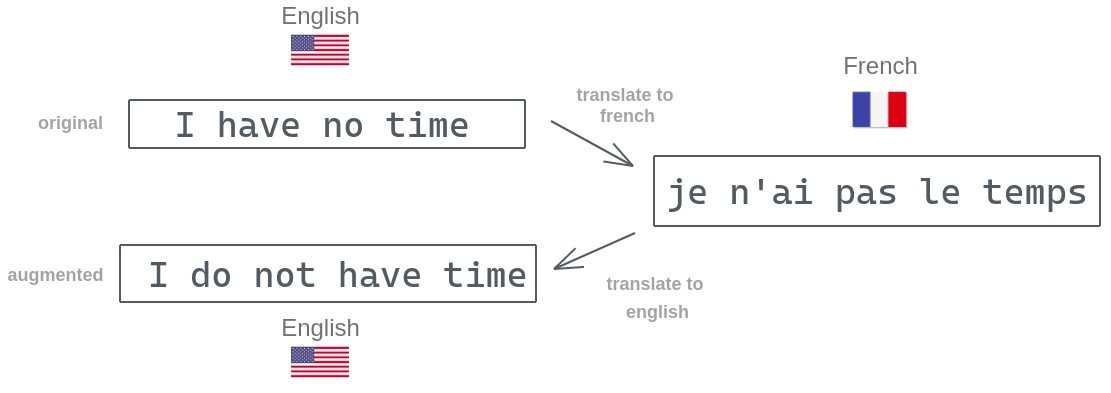 English
original
I have no time
translate to
french
French
je n'ai pas le temps
augmented
I do not have time
translate to
english
English